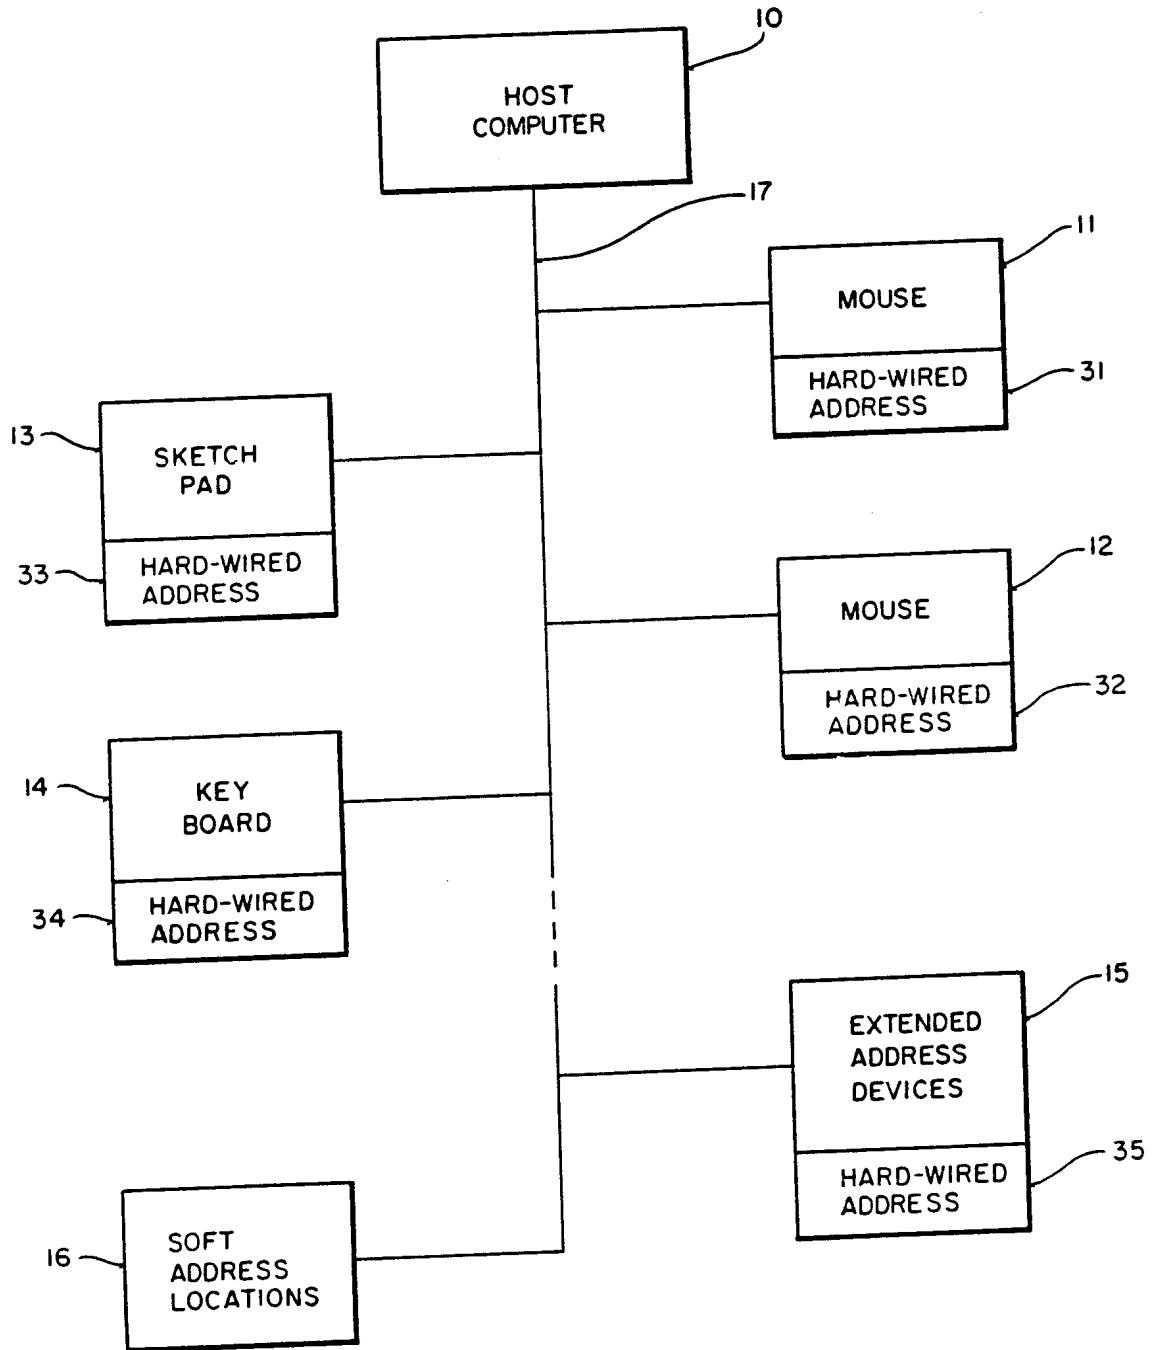 10
HOST
COMPUTER
17
11
MOUSE
HARD-WIRED
ADDRESS
31
13
SKETCH
PAD
33
HARD-WIRED
ADDRESS
12
MOUSE
HARD-WIRED
ADDRESS
32
14
KEY
BOARD
34
HARD-WIRED
ADDRESS
15
EXTENDED
ADDRESS
DEVICES
HARD-WIRED
ADDRESS
35
16
SOFT
ADDRESS
LOCATIONS